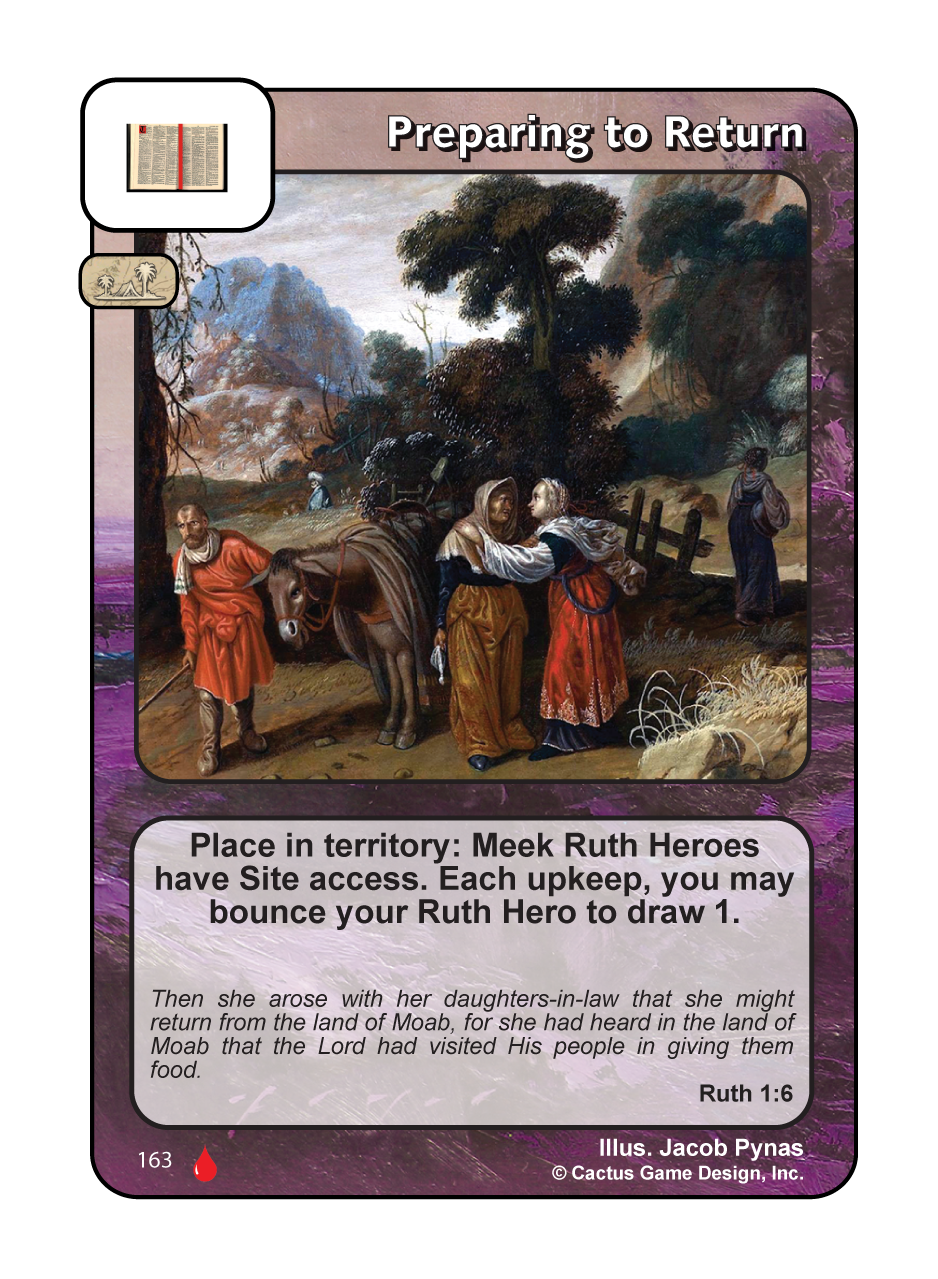 Preparing to Return
Place in territory: Meek Ruth Heroes
have Site access. Each upkeep, you may
bounce your Ruth Hero to draw 1.
Then she arose with her daughters-in-law that she might
return from the land of Moab, for she had heard in the land of
Moab that the Lord had visited His people in giving them
food.
Ruth 1:6
163
Illus. Jacob Pynas
© Cactus Game Design, Inc.